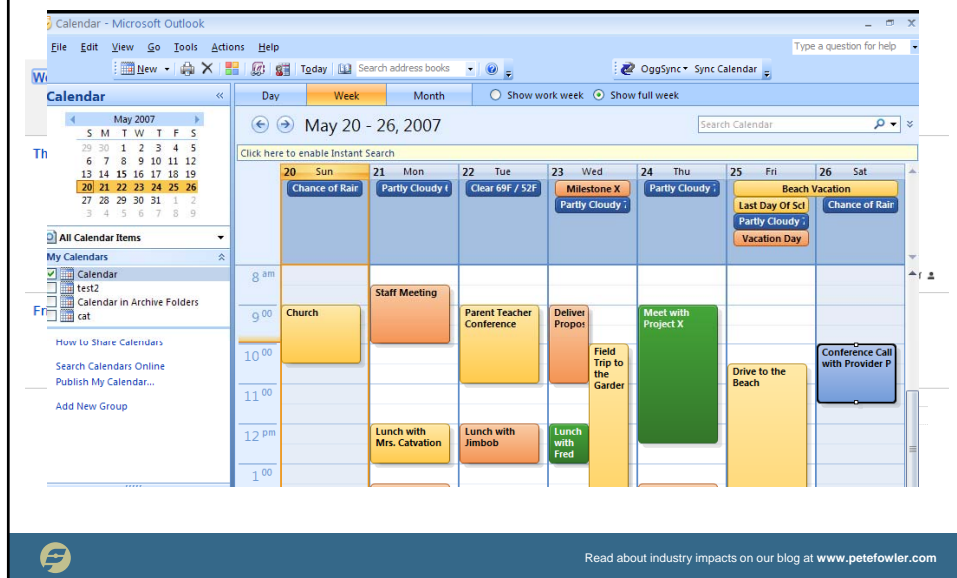 Calendar - Microsoft Outlook
File Edit View Go Tools Actions Help
Type a question for help
New Today Search address books OggSync Sync Calendar
Calendar «
Day Week Month Show work week Show full week
May 2007
S M T W T F S
29 30 1 2 3 4 5
6 7 8 9 10 11 12
13 14 15 16 17 18 19
20 21 22 23 24 25 26
27 28 29 30 31 1 2
3 4 5 6 7 8 9
All Calendar Items
My Calendars
Calendar
test2
Calendar in Archive Folders
cat
How to Share Calendars
Search Calendars Online
Publish My Calendar...
Add New Group
May 20 - 26, 2007
Search Calendar
Click here to enable Instant Search
20 Sun 21 Mon 22 Tue 23 Wed 24 Thu 25 Fri 26 Sat
Chance of Rair Partly Cloudy Clear 69F / 52F Milestone X Partly Cloudy Beach Vacation
Partly Cloudy Last Day Of Scl Chance of Rair
Partly Cloudy
Vacation Day
8 am
Staff Meeting
9 00
Church
Parent Teacher
Conference
Deliver
Propos
Meet with
Project X
10 00
Field
Trip to
the
Garder
Conference Call
with Provider P
Drive to the
Beach
11 00
12 pm
Lunch with
Mrs. Catvation
Lunch with
Jimbob
Lunch
with
Fred
1 00
We
Th
Fr
Read about industry impacts on our blog at www.petefowler.com